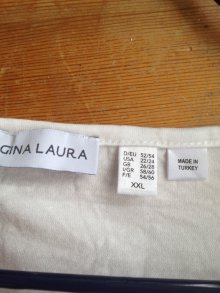 GINA LAURA
D/EU 52/54
USA 22/24
GB 26/28
I/GR 58/60
F/E 54/56
XXL
MADE IN
TURKEY